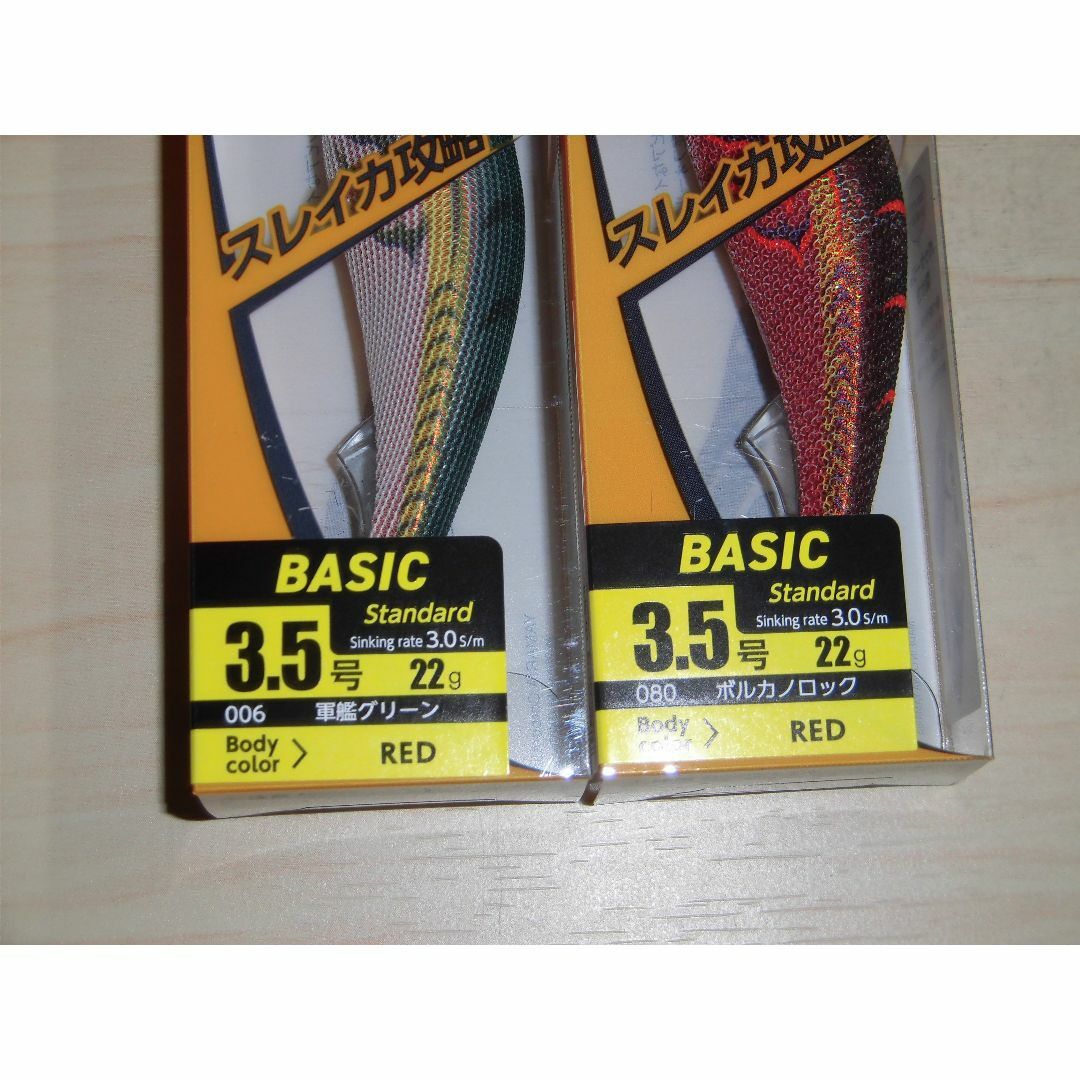 スレイカ攻略
BASIC
Standard
Sinking rate 3.0 S/m
3.5号 22g
006 軍艦グリーン
Body color > RED
スレイカ攻略
BASIC
Standard
Sinking rate 3.0 S/m
3.5号 22g
080 ボルカノロック
Body color > RED